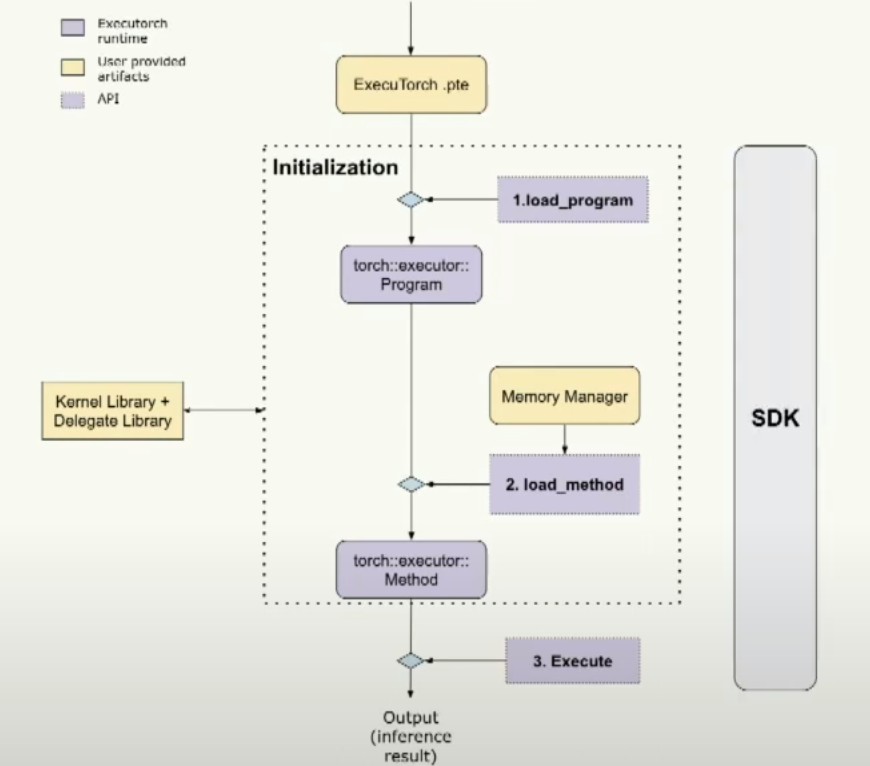 Executorch
runtime
User provided
artifacts
API
ExecuTorch .pte
Initialization
1.load_program
torch::executor::
Program
Kernel Library +
Delegate Library
Memory Manager
SDK
2. load_method
torch::executor::
Method
3. Execute
Output
(inference
result)